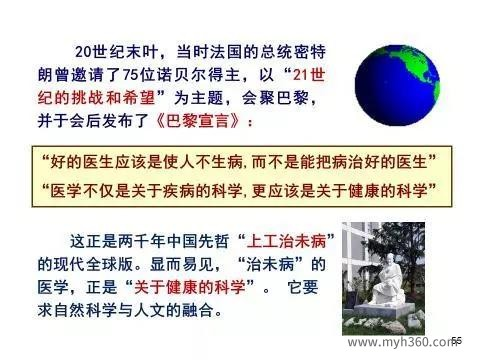 20世纪末叶，当时法国的总统密特
朗曾邀请了75位诺贝尔得主，以“21世
纪的挑战和希望”为主题，会聚巴黎，
并于会后发布了《巴黎宣言》：
“好的医生应该是使人不生病,而不是能把病治好的医生”
“医学不仅是关于疾病的科学,更应该是关于健康的科学”
这正是两千年中国先哲“上工治未病”
的现代全球版。显而易见，“治未病”的
医学，正是“关于健康的科学”。 它要
求自然科学与人文的融合。
www.myh360.com